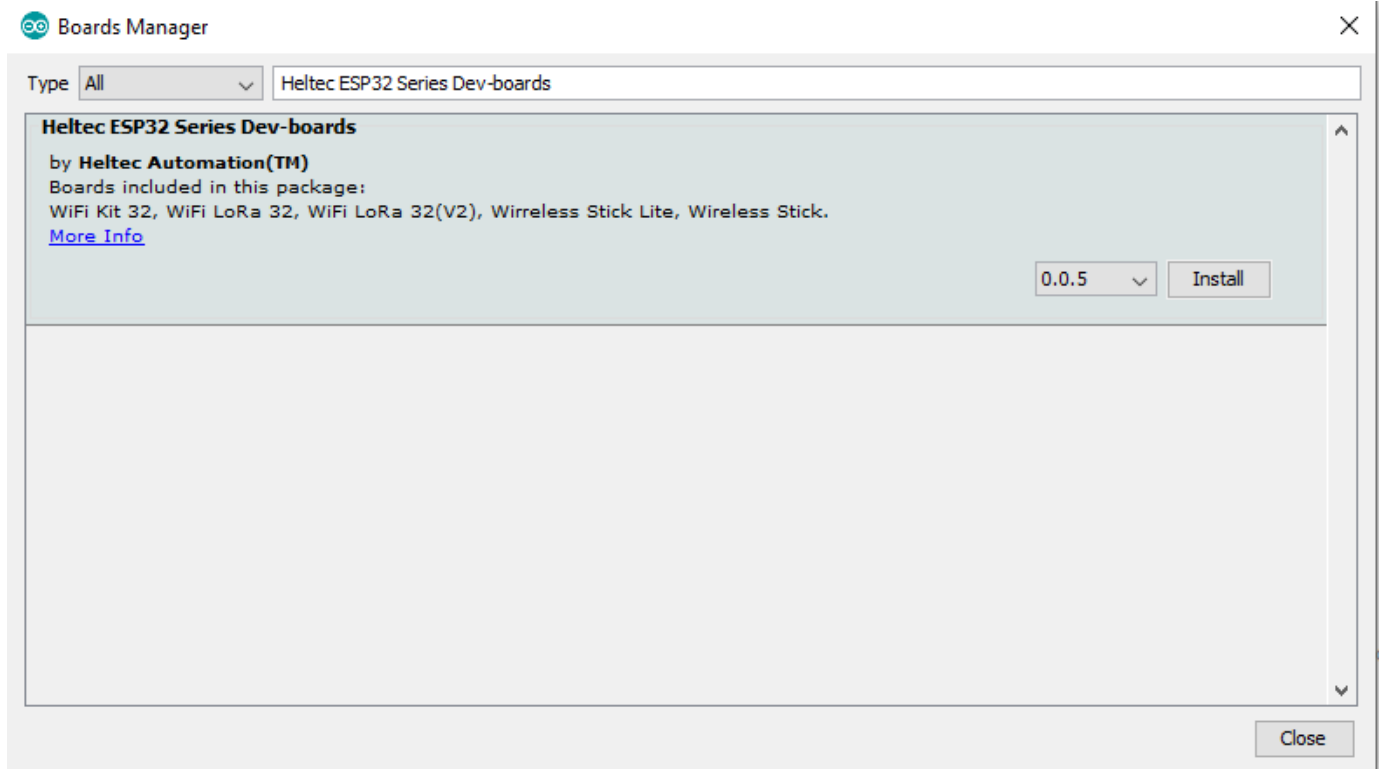 Boards Manager
Type All Heltec ESP32 Series Dev-boards
Heltec ESP32 Series Dev-boards
by Heltec Automation(TM)
Boards included in this package:
WiFi Kit 32, WiFi LoRa 32, WiFi LoRa 32(V2), Wirreless Stick Lite, Wireless Stick.
More Info
0.0.5 Install
Close